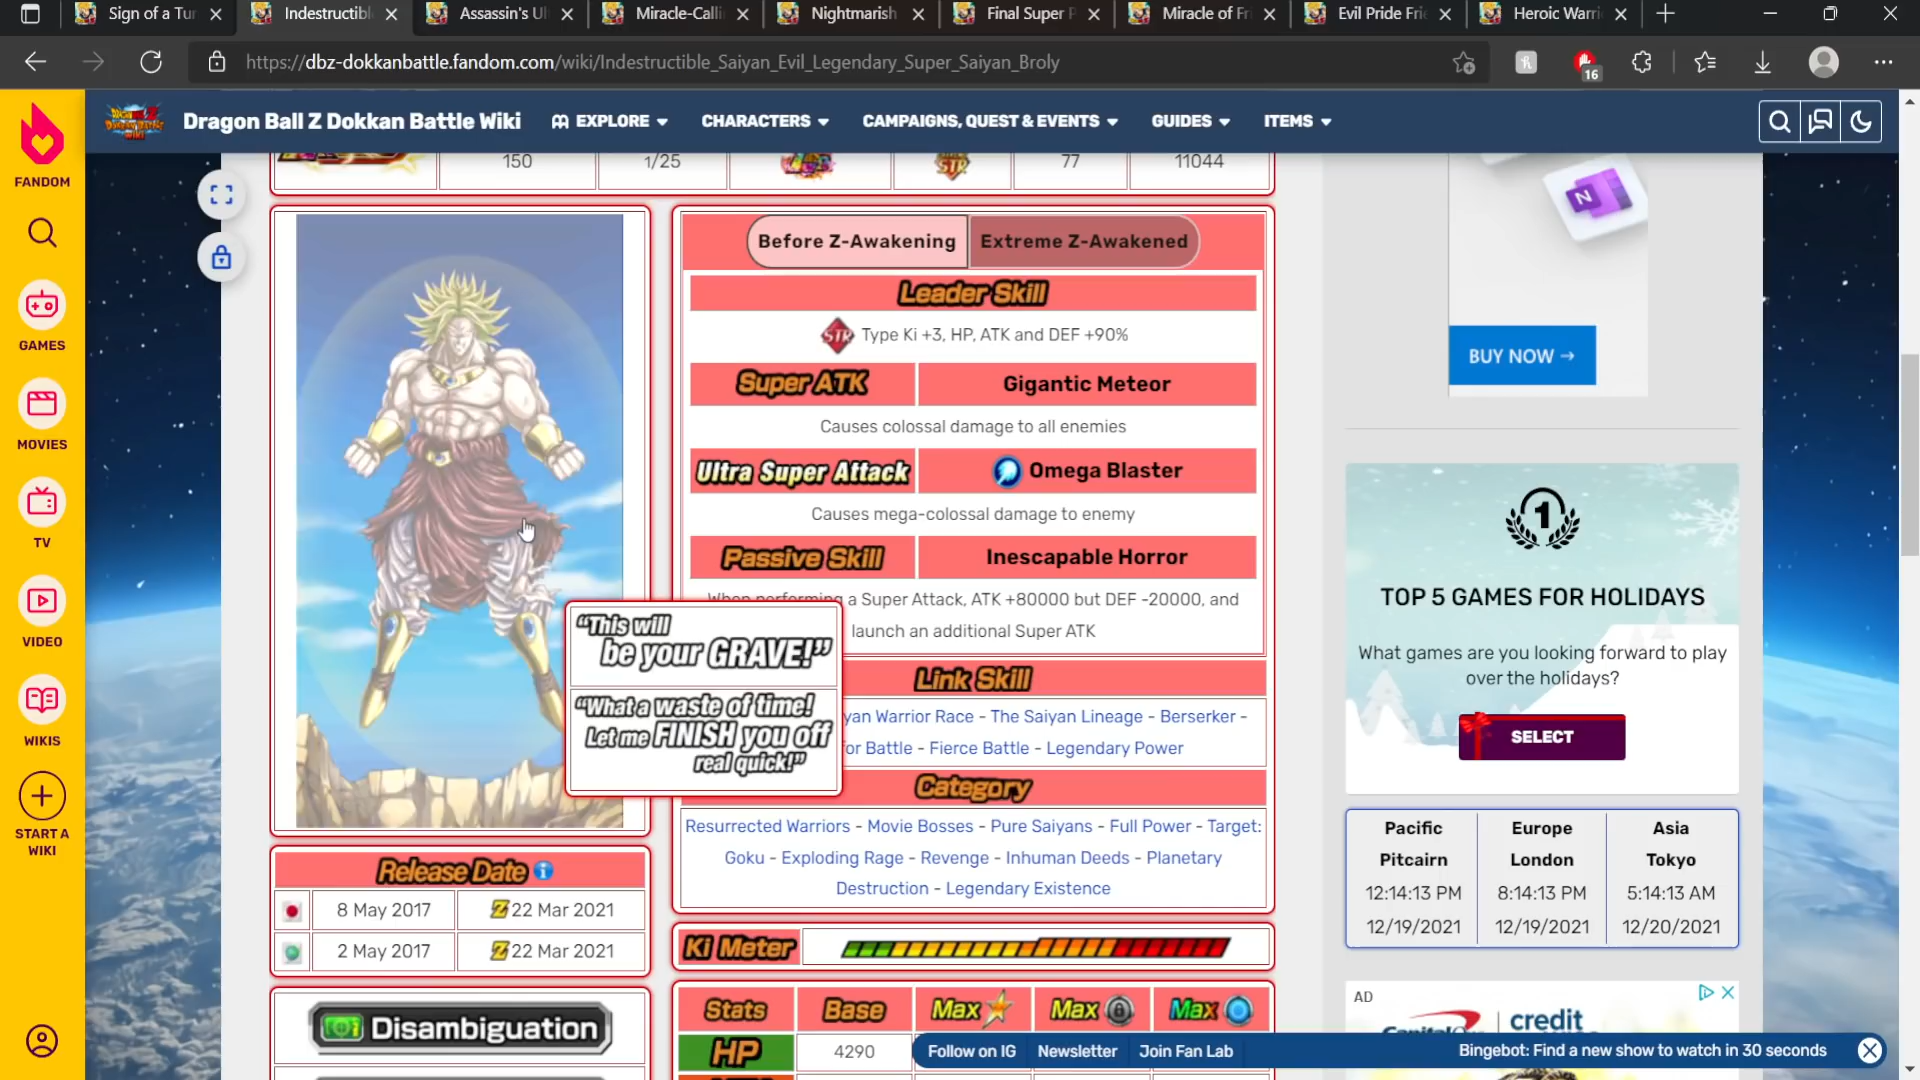 Sign of a Tur
Indestructibl
Assassin's Ul
Miracle-Calli
Nightmarish
Final Super P
Miracle of Fr
Evil Pride Frie
Heroic Warri
https://dbz-dokkanbattle.fandom.com/wiki/Indestructible_Saiyan_Evil_Legendary_Super_Saiyan_Broly
16
FANDOM
GAMES
MOVIES
TV
VIDEO
WIKIS
START A
WIKI
Dragon Ball Z Dokkan Battle Wiki
EXPLORE
CHARACTERS
CAMPAIGNS, QUEST & EVENTS
GUIDES
ITEMS
150
1/25
STR
77
11044
Before Z-Awakening
Extreme Z-Awakened
Leader Skill
STR Type Ki +3, HP, ATK and DEF +90%
Super ATK
Gigantic Meteor
Causes colossal damage to all enemies
Ultra Super Attack
Omega Blaster
Causes mega-colossal damage to enemy
Passive Skill
Inescapable Horror
When performing a Super Attack, ATK +80000 but DEF -20000, and
launch an additional Super ATK
"This will
be your GRAVE!"
"What a waste of time!
Let me FINISH you off
real quick!"
Link Skill
yan Warrior Race - The Saiyan Lineage - Berserker -
for Battle - Fierce Battle - Legendary Power
Category
Resurrected Warriors - Movie Bosses - Pure Saiyans - Full Power - Target:
Goku - Exploding Rage - Revenge - Inhuman Deeds - Planetary
Destruction - Legendary Existence
Release Date
8 May 2017
Z 22 Mar 2021
2 May 2017
Z 22 Mar 2021
Disambiguation
Ki Meter
Stats
Base
Max
Max
Max
HP
4290
N
BUY NOW →
1
TOP 5 GAMES FOR HOLIDAYS
What games are you looking forward to play
over the holidays?
SELECT
Pacific
Pitcairn
12:14:13 PM
12/19/2021
Europe
London
8:14:13 PM
12/19/2021
Asia
Tokyo
5:14:13 AM
12/20/2021
AD
credit
Follow on IG
Newsletter
Join Fan Lab
Bingebot: Find a new show to watch in 30 seconds